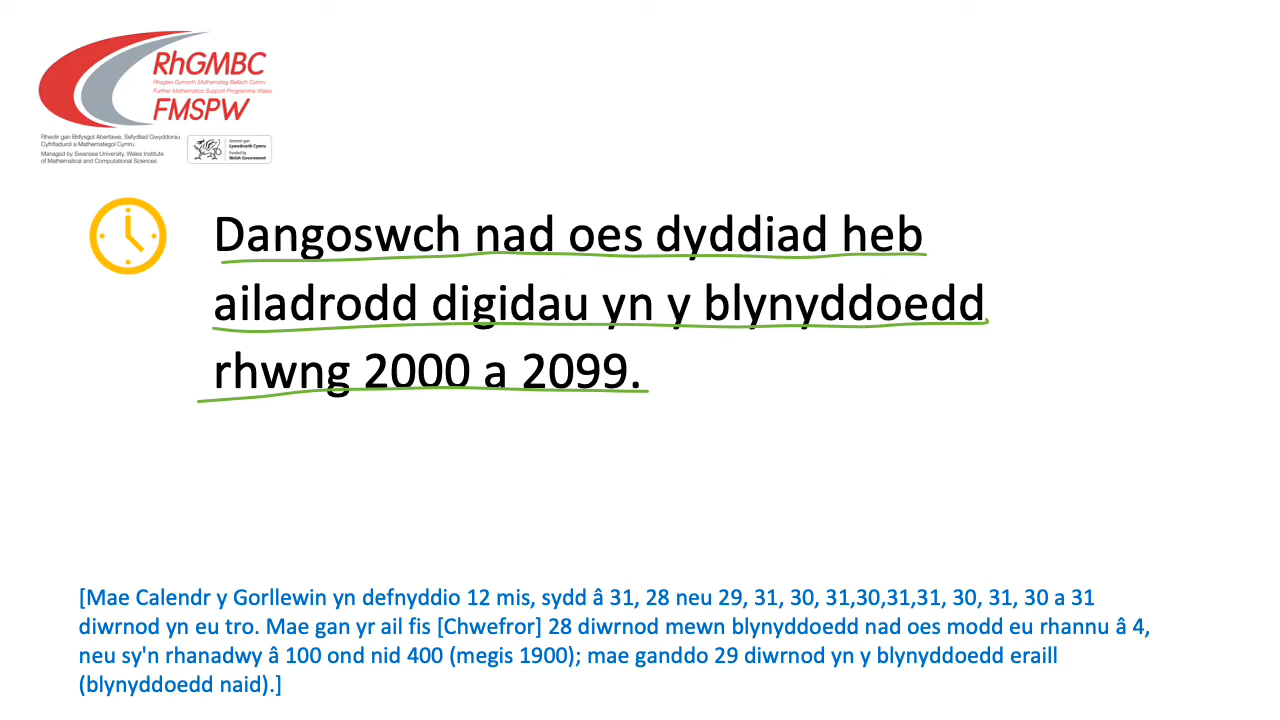 RhGMBC
Rhaglen Gymorth Mathemateg Bellach Cymru
Further Mathematics Support Programme Wales
FMSPW
Rheolir gan Brifysgol Abertawe, Sefydliad Gwyddorau
Cyfrifiadurol a Mathemategol Cymru
Managed by Swansea University, Wales Institute
of Mathematical and Computational Sciences
Ariennir gan
Lywodraeth Cymru
Funded by
Welsh Government
Dangoswch nad oes dyddiad heb
ailadrodd digidau yn y blynyddoedd
rhwng 2000 a 2099.
[Mae Calendr y Gorllewin yn defnyddio 12 mis, sydd â 31, 28 neu 29, 31, 30, 31,30,31,31, 30, 31, 30 a 31
diwrnod yn eu tro. Mae gan yr ail fis [Chwefror] 28 diwrnod mewn blynyddoedd nad oes modd eu rhannu â 4,
neu sy'n rhanadwy â 100 ond nid 400 (megis 1900); mae ganddo 29 diwrnod yn y blynyddoedd eraill
(blynyddoedd naid).]